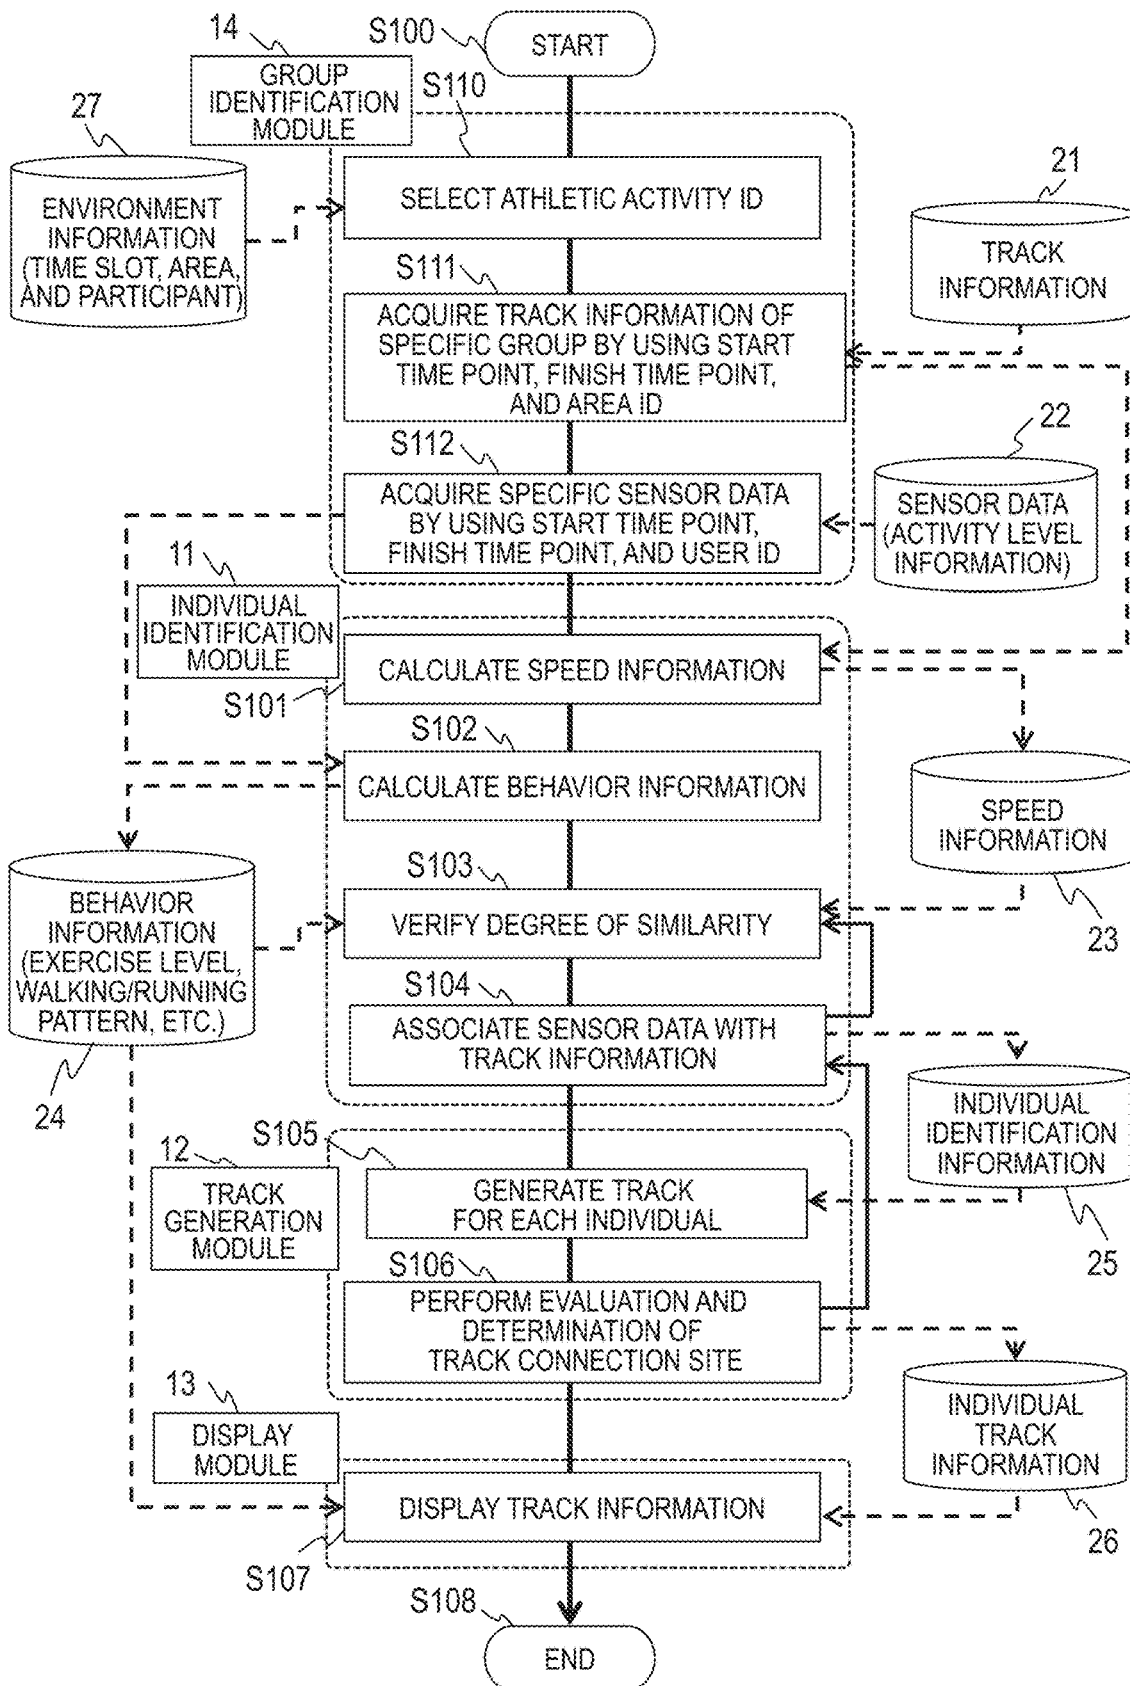 S100
START
14
GROUP
IDENTIFICATION
MODULE
S110
27
ENVIRONMENT
INFORMATION
(TIME SLOT, AREA,
AND PARTICIPANT)
SELECT ATHLETIC ACTIVITY ID
21
TRACK
INFORMATION
S111
ACQUIRE TRACK INFORMATION OF
SPECIFIC GROUP BY USING START
TIME POINT, FINISH TIME POINT,
AND AREA ID
S112
ACQUIRE SPECIFIC SENSOR DATA
BY USING START TIME POINT,
FINISH TIME POINT, AND USER ID
22
SENSOR DATA
(ACTIVITY LEVEL
INFORMATION)
11
INDIVIDUAL
IDENTIFICATION
MODULE
CALCULATE SPEED INFORMATION
S101
S102
CALCULATE BEHAVIOR INFORMATION
SPEED
INFORMATION
23
BEHAVIOR
INFORMATION
(EXERCISE LEVEL,
WALKING/RUNNING
PATTERN, ETC.)
24
S103
VERIFY DEGREE OF SIMILARITY
S104
ASSOCIATE SENSOR DATA WITH
TRACK INFORMATION
INDIVIDUAL
IDENTIFICATION
INFORMATION
25
S105
12
TRACK
GENERATION
MODULE
GENERATE TRACK
FOR EACH INDIVIDUAL
S106
PERFORM EVALUATION AND
DETERMINATION OF
TRACK CONNECTION SITE
INDIVIDUAL
TRACK
INFORMATION
26
13
DISPLAY
MODULE
DISPLAY TRACK INFORMATION
S107
S108
END